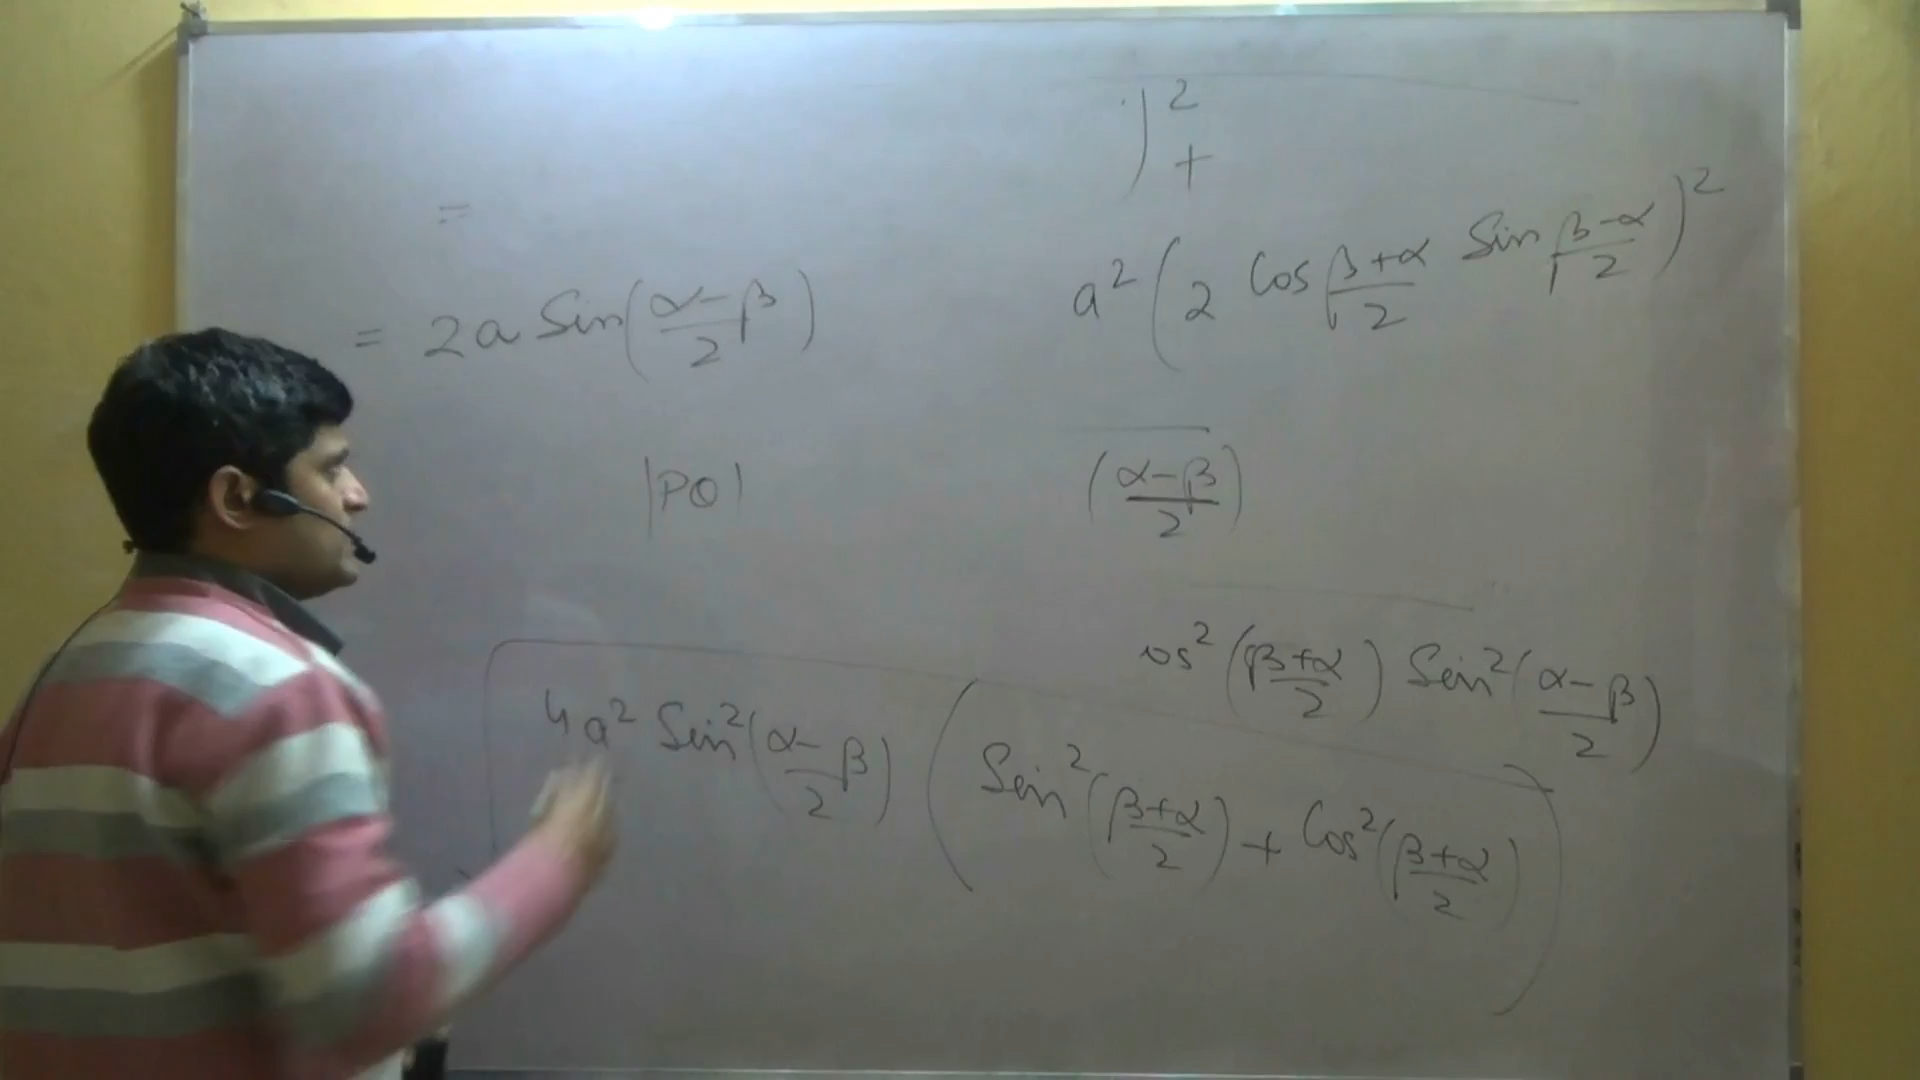 )²
+
=
a² ( 2 Cos β+α/2 Sin β-α/2 )²
= 2a Sin( α-β/2 )
|PQ|
( α-β/2 )
os² ( β+α/2 ) Sin² ( α-β/2 )
4a² Sin² ( α-β/2 ) ( Sin² ( β+α/2 ) + Cos² ( β+α/2 ) )